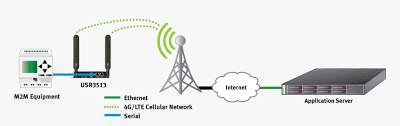 Internet
M2M Equipment
USR3513
Application Server
Ethernet
4G/LTE Cellular Network
Serial